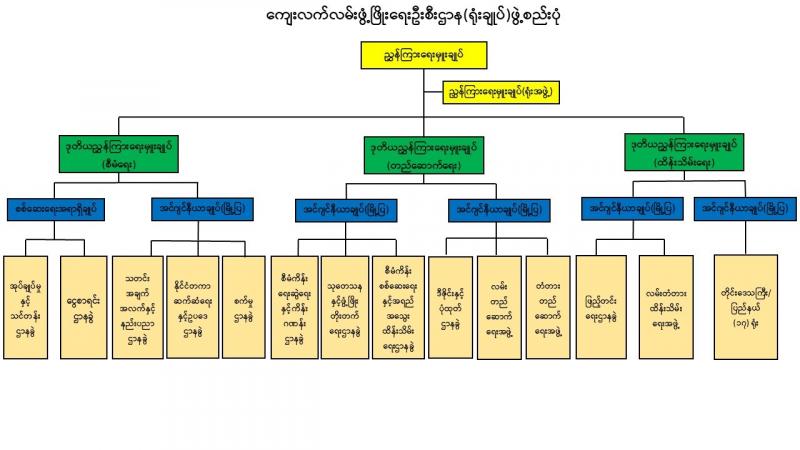 ကျေးလက်လမ်းဖွံ့ဖြိုးရေးဦးစီးဌာန(ရုံးချုပ်)ဖွဲ့စည်းပုံ
ညွှန်ကြားရေးမှူးချုပ်
ညွှန်ကြားရေးမှူးချုပ်(ရုံးအဖွဲ့)
ဒုတိယညွှန်ကြားရေးမှူးချုပ်
(စီမံရေး)
ဒုတိယညွှန်ကြားရေးမှူးချုပ်
(တည်ဆောက်ရေး)
ဒုတိယညွှန်ကြားရေးမှူးချုပ်
(ထိန်းသိမ်းရေး)
စစ်ဆေးရေးအရာရှိချုပ်
အင်ဂျင်နီယာချုပ်(မြို့ပြ)
အင်ဂျင်နီယာချုပ်(မြို့ပြ)
အင်ဂျင်နီယာချုပ်(မြို့ပြ)
အင်ဂျင်နီယာချုပ်(မြို့ပြ)
အင်ဂျင်နီယာချုပ်(မြို့ပြ)
အုပ်ချုပ်မှု
နှင့်
သင်တန်း
ဌာနခွဲ
ငွေစာရင်း
ဌာနခွဲ
သတင်း
အချက်
အလက်နှင့်
နည်းပညာ
ဌာနခွဲ
နိုင်ငံတကာ
ဆက်ဆံရေး
နှင့်ဥပဒေ
ဌာနခွဲ
စက်မှု
ဌာနခွဲ
စီမံကိန်း
ရေးဆွဲရေး
နှင့်ကိန်း
ဂဏန်း
ဌာနခွဲ
သုတေသန
နှင့်ဖွံ့ဖြိုး
တိုးတက်
ရေးဌာနခွဲ
စီမံကိန်း
စစ်ဆေးရေး
နှင့်အရည်
အသွေး
ထိန်းသိမ်း
ရေးဌာနခွဲ
ဒီဇိုင်းနှင့်
ပုံထုတ်
ဌာနခွဲ
လမ်း
တည်
ဆောက်
ရေးအဖွဲ့
တံတား
တည်
ဆောက်
ရေးအဖွဲ့
ဖြည့်တင်း
ရေးဌာနခွဲ
လမ်းတံတား
ထိန်းသိမ်း
ရေးအဖွဲ့
တိုင်းဒေသကြီး/
ပြည်နယ်
(၁၇) ရုံး